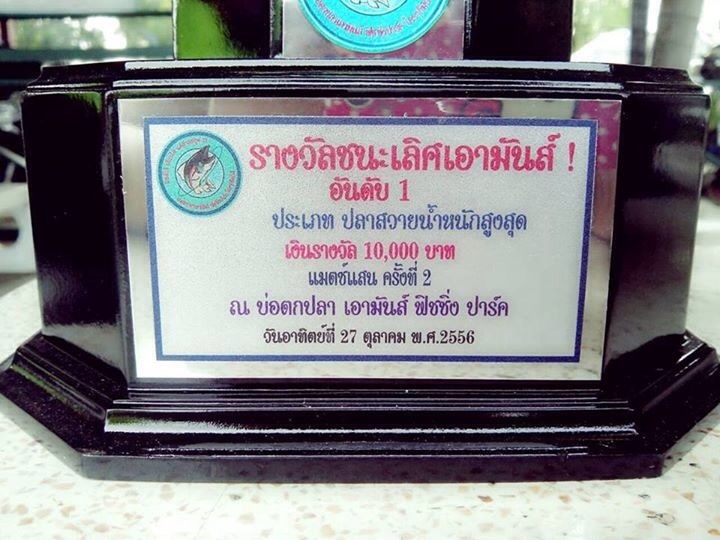 รางวัลชนะเลิศเอามันส์ !
อันดับ 1
ประเภท ปลาสวายน้ำหนักสูงสุด
เงินรางวัล 10,000 บาท
แมตช์แสน ครั้งที่ 2
ณ บ่อตกปลา เอามันส์ ฟิชชิ่ง ปาร์ค
วันอาทิตย์ที่ 27 ตุลาคม พ.ศ.2556